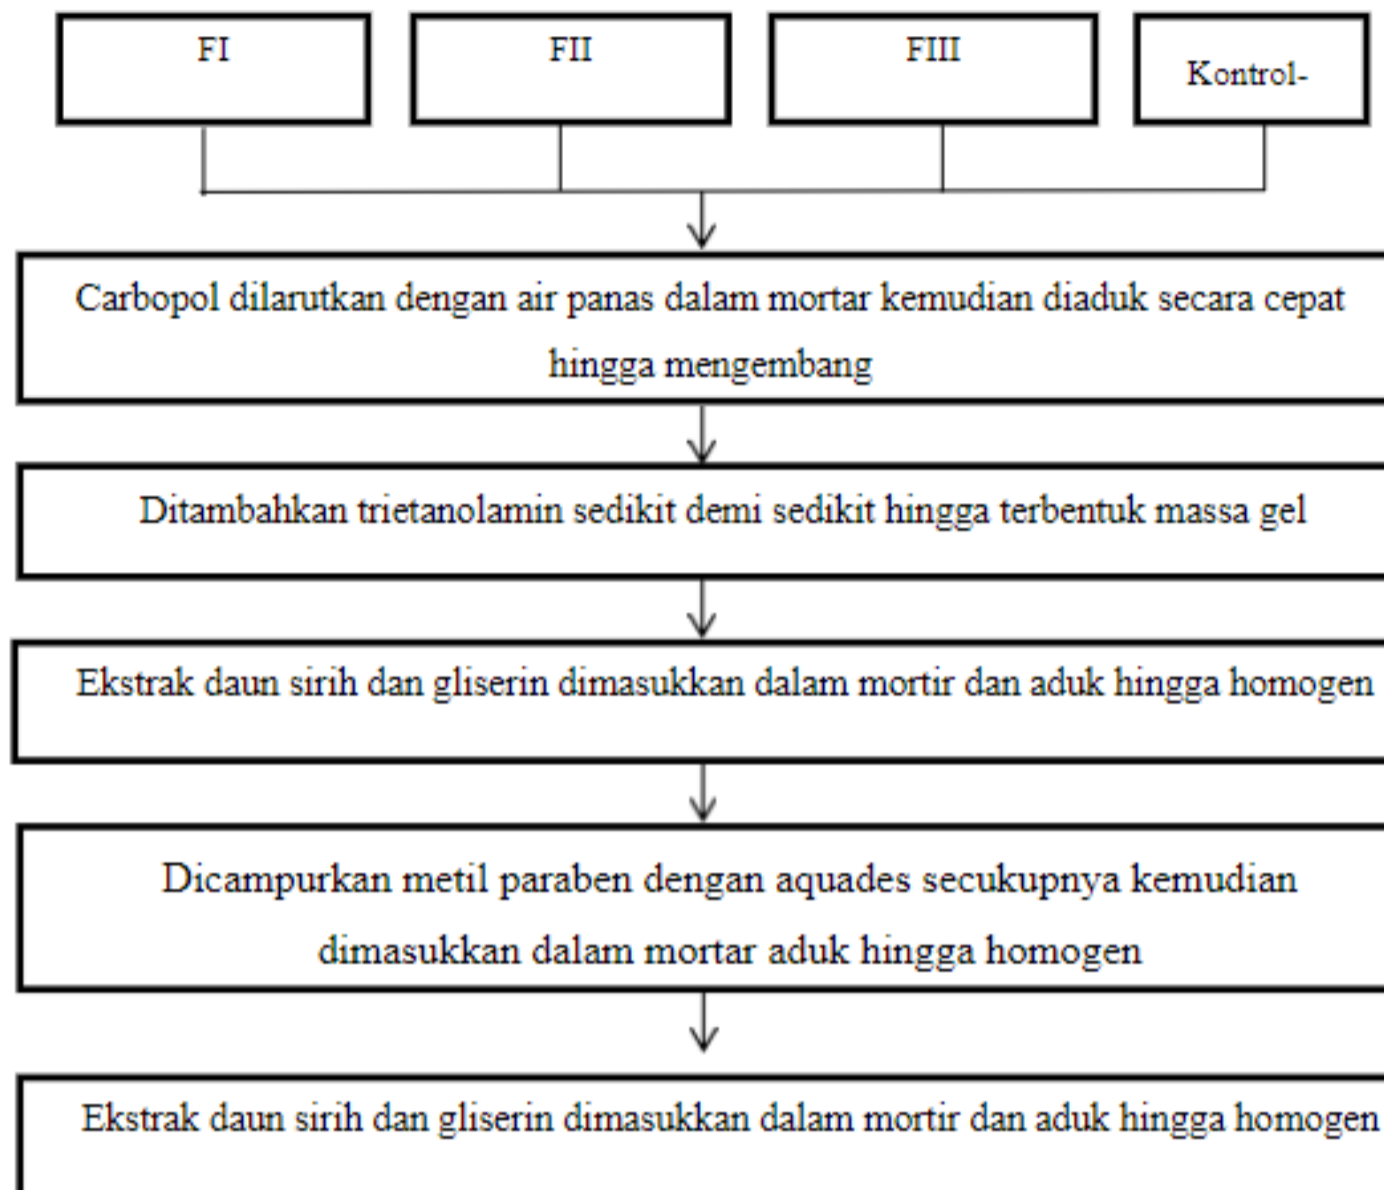 FI
FII
FIII
Kontrol-
Carbopol dilarutkan dengan air panas dalam mortar kemudian diaduk secara cepat
hingga mengembang
Ditambahkan trietanolamin sedikit demi sedikit hingga terbentuk massa gel
Ekstrak daun sirih dan gliserin dimasukkan dalam mortir dan aduk hingga homogen
Dicampurkan metil paraben dengan aquades secukupnya kemudian
dimasukkan dalam mortar aduk hingga homogen
Ekstrak daun sirih dan gliserin dimasukkan dalam mortir dan aduk hingga homogen